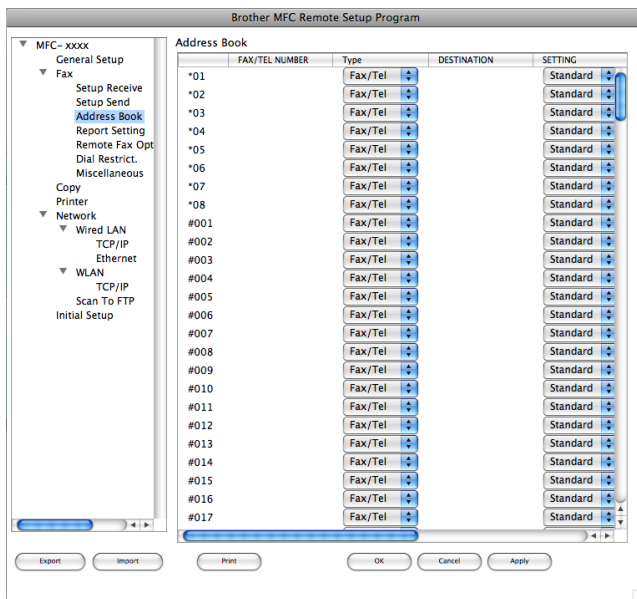 Brother MFC Remote Setup Program
MFC- xxxx
General Setup
Fax
Setup Receive
Setup Send
Address Book
Report Setting
Remote Fax Opt
Dial Restrict.
Miscellaneous
Copy
Printer
Network
Wired LAN
TCP/IP
Ethernet
WLAN
TCP/IP
Scan To FTP
Initial Setup
Address Book
FAX/TEL NUMBER Type DESTINATION SETTING
*01 Fax/Tel Standard
*02 Fax/Tel Standard
*03 Fax/Tel Standard
*04 Fax/Tel Standard
*05 Fax/Tel Standard
*06 Fax/Tel Standard
*07 Fax/Tel Standard
*08 Fax/Tel Standard
#001 Fax/Tel Standard
#002 Fax/Tel Standard
#003 Fax/Tel Standard
#004 Fax/Tel Standard
#005 Fax/Tel Standard
#006 Fax/Tel Standard
#007 Fax/Tel Standard
#008 Fax/Tel Standard
#009 Fax/Tel Standard
#010 Fax/Tel Standard
#011 Fax/Tel Standard
#012 Fax/Tel Standard
#013 Fax/Tel Standard
#014 Fax/Tel Standard
#015 Fax/Tel Standard
#016 Fax/Tel Standard
#017 Fax/Tel Standard
Export Import Print OK Cancel Apply